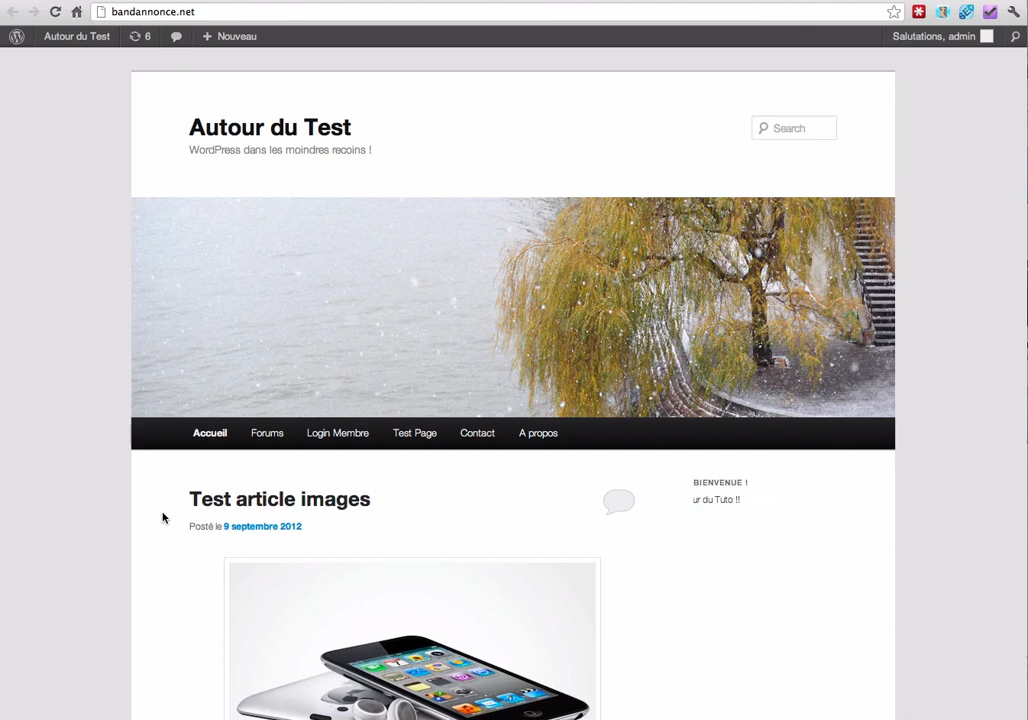 bandannonce.net
Autour du Test
6
Nouveau
Salutations, admin
Autour du Test
WordPress dans les moindres recoins !
Search
Accueil
Forums
Login Membre
Test Page
Contact
A propos
Test article images
Posté le 9 septembre 2012
BIENVENUE !
ur du Tuto !!